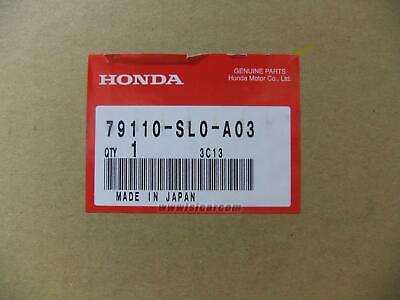 GENUINE PARTS
HONDA
Honda Motor Co., Ltd.
79110-SL0-A03
QTY 1 3C13
MADE IN JAPAN